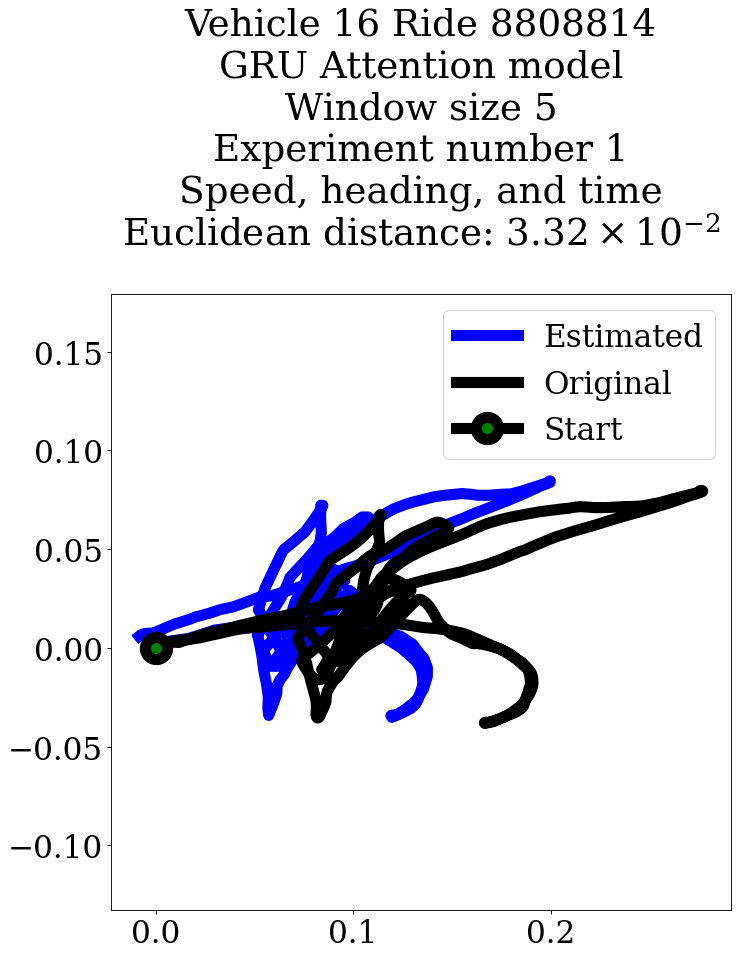 Vehicle 16 Ride 8808814
GRU Attention model
Window size 5
Experiment number 1
Speed, heading, and time
Euclidean distance: 3.32 × 10⁻²
Estimated
Original
Start
0.15
0.10
0.05
0.00
−0.05
−0.10
0.0 0.1 0.2